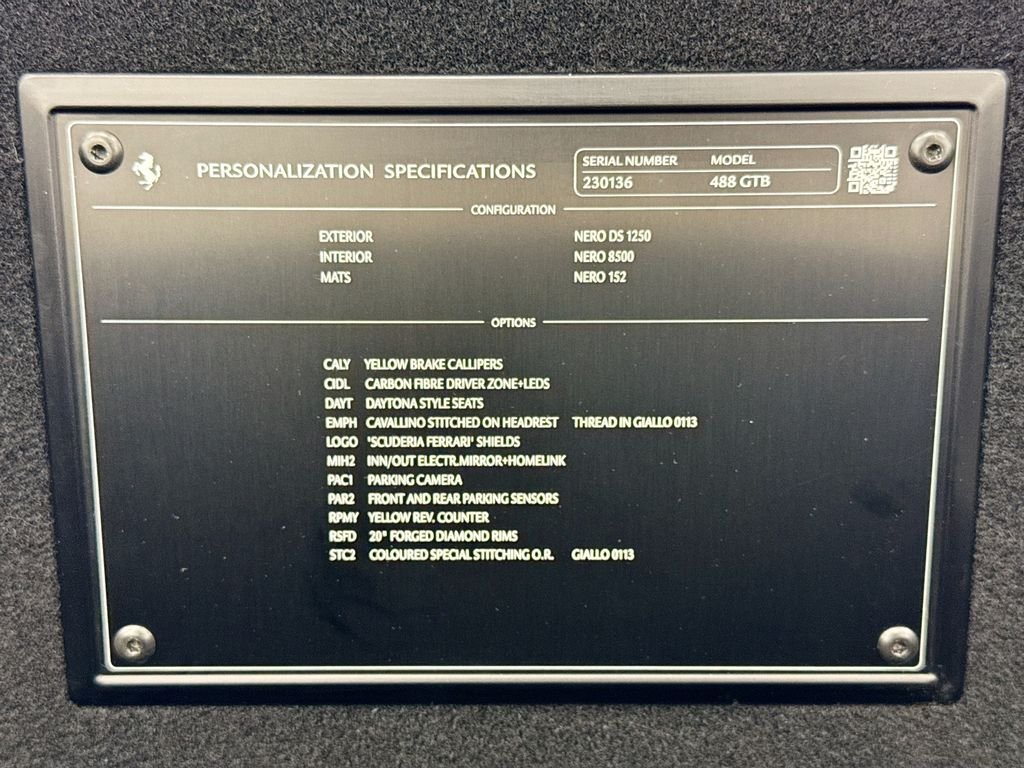 PERSONALIZATION SPECIFICATIONS
SERIAL NUMBER MODEL
230136 488 GTB
CONFIGURATION
EXTERIOR NERO DS 1250
INTERIOR NERO 8500
MATS NERO 152
OPTIONS
CALY YELLOW BRAKE CALLIPERS
CIDL CARBON FIBRE DRIVER ZONE+LEDS
DAYT DAYTONA STYLE SEATS
EMPH CAVALLINO STITCHED ON HEADREST THREAD IN GIALLO 0113
LOGO "SCUDERIA FERRARI" SHIELDS
MIH2 INN/OUT ELECTR.MIRROR+HOMELINK
PAC1 PARKING CAMERA
PAR2 FRONT AND REAR PARKING SENSORS
RPMY YELLOW REV. COUNTER
RSFD 20" FORGED DIAMOND RIMS
STC2 COLOURED SPECIAL STITCHING O.R. GIALLO 0113